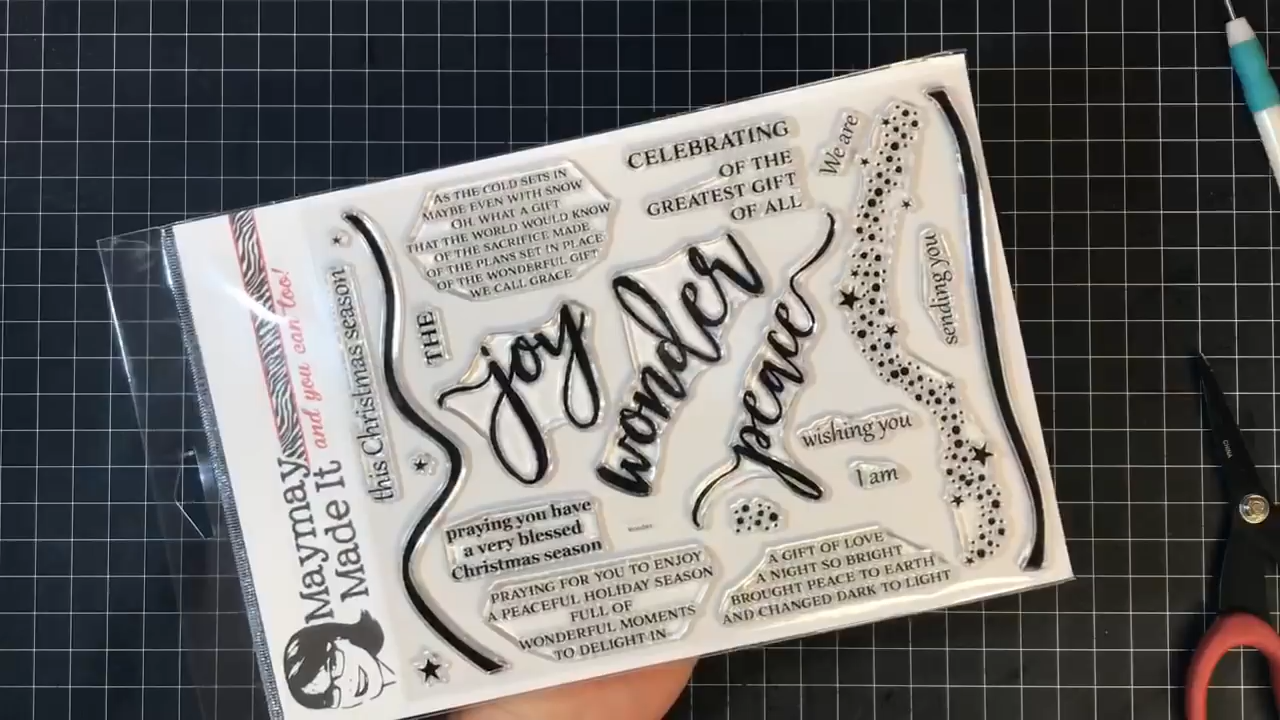 Maymay
Made It
and you can too!
this Christmas season
THE
AS THE COLD SETS IN
MAYBE EVEN WITH SNOW
OH, WHAT A GIFT
THAT THE WORLD WOULD KNOW
OF THE SACRIFICE MADE
OF THE PLANS SET IN PLACE
OF THE WONDERFUL GIFT
WE CALL GRACE
CELEBRATING
OF THE
GREATEST GIFT
OF ALL
We are
joy
wonder
peace
sending you
wishing you
I am
praying you have
a very blessed
Christmas season
Wonder
PRAYING FOR YOU TO ENJOY
A PEACEFUL HOLIDAY SEASON
FULL OF
WONDERFUL MOMENTS
TO DELIGHT IN
A GIFT OF LOVE
A NIGHT SO BRIGHT
BROUGHT PEACE TO EARTH
AND CHANGED DARK TO LIGHT
CHINA